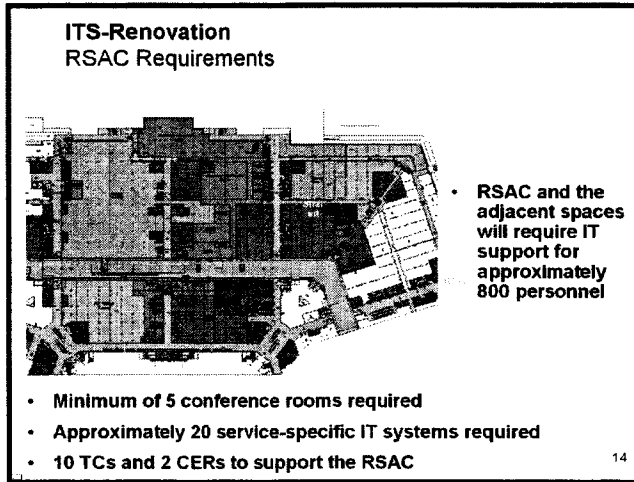 ITS-Renovation
RSAC Requirements
• RSAC and the
adjacent spaces
will require IT
support for
approximately
800 personnel
• Minimum of 5 conference rooms required
• Approximately 20 service-specific IT systems required
• 10 TCs and 2 CERs to support the RSAC
14